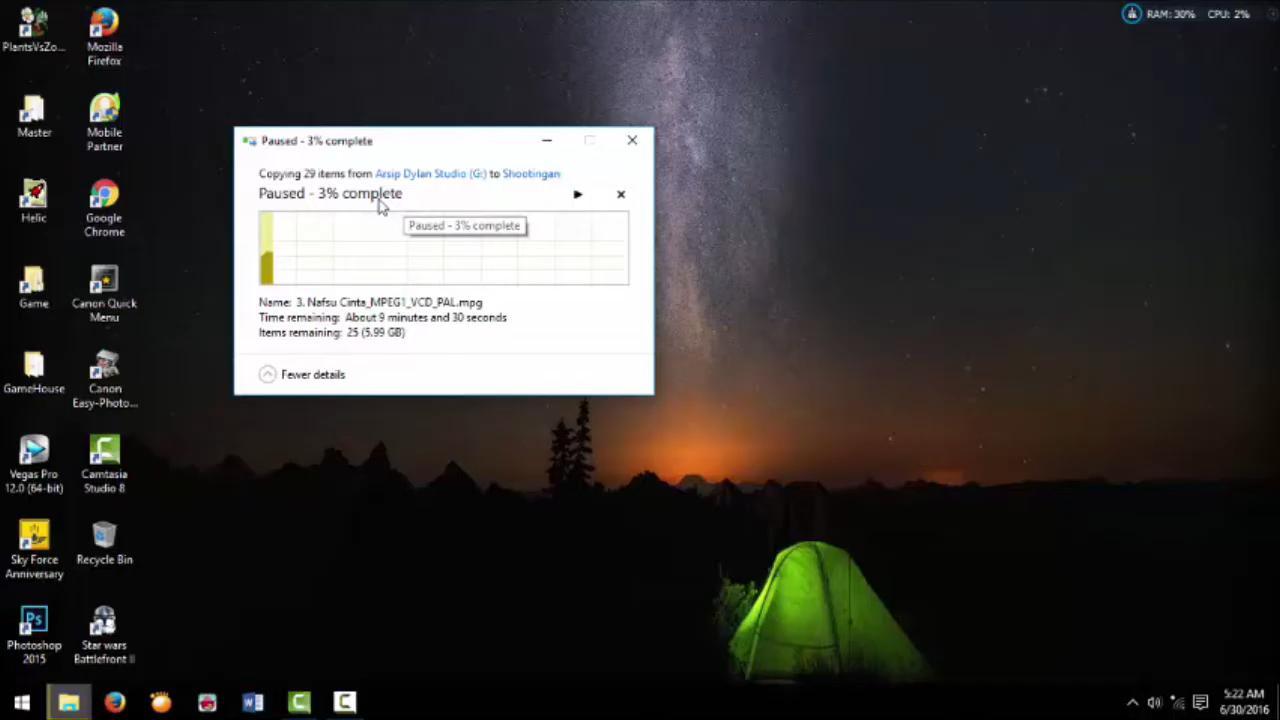 PlantsVsZo...
Mozilla
Firefox
Master
Mobile
Partner
Helic
Google
Chrome
Game
Canon Quick
Menu
GameHouse
Canon
Easy-Photo...
Vegas Pro
12.0 (64-bit)
Camtasia
Studio 8
Sky Force
Anniversary
Recycle Bin
Ps
Photoshop
2015
Star wars
Battlefront II
RAM: 30% CPU: 2%
Paused - 3% complete
Copying 29 items from Arsip Dylan Studio (G:) to Shootingan
Paused - 3% complete
Paused - 3% complete
Name: 3. Nafsu Cinta_MPEG1_VCD_PAL.mpg
Time remaining: About 9 minutes and 30 seconds
Items remaining: 25 (5.99 GB)
Fewer details
5:22 AM
6/30/2016